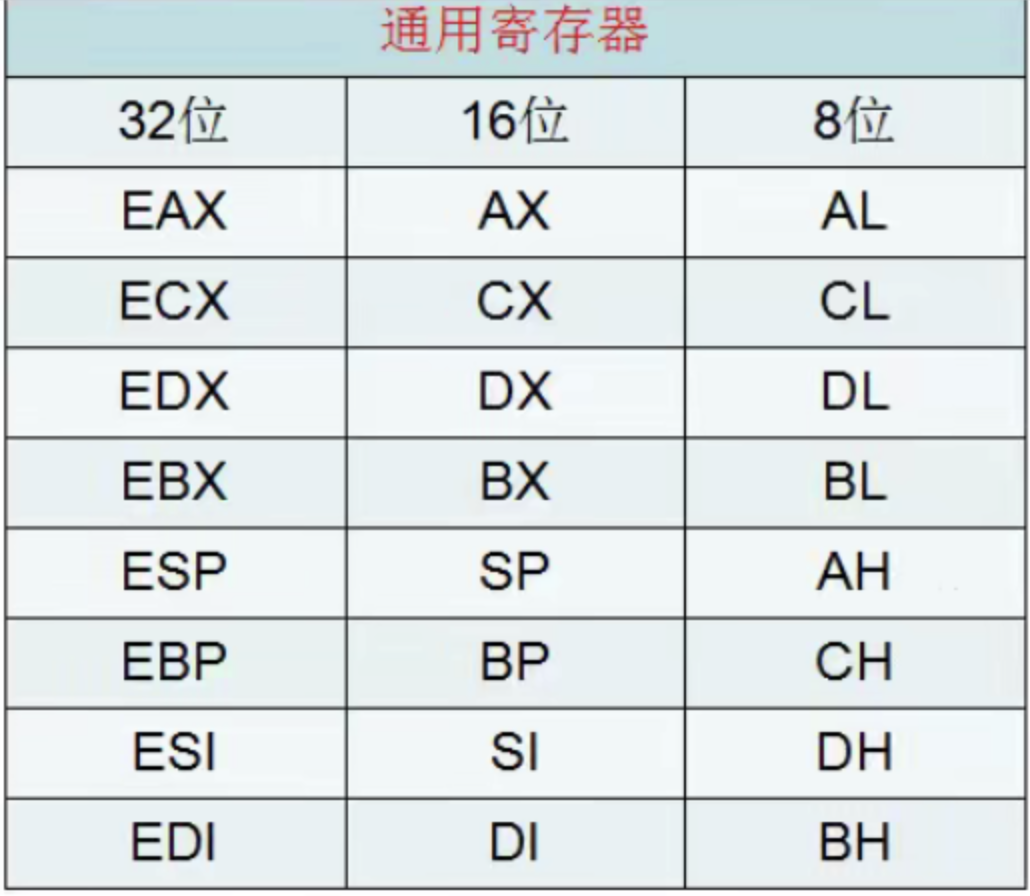 通用寄存器
32位 16位 8位
EAX AX AL
ECX CX CL
EDX DX DL
EBX BX BL
ESP SP AH
EBP BP CH
ESI SI DH
EDI DI BH